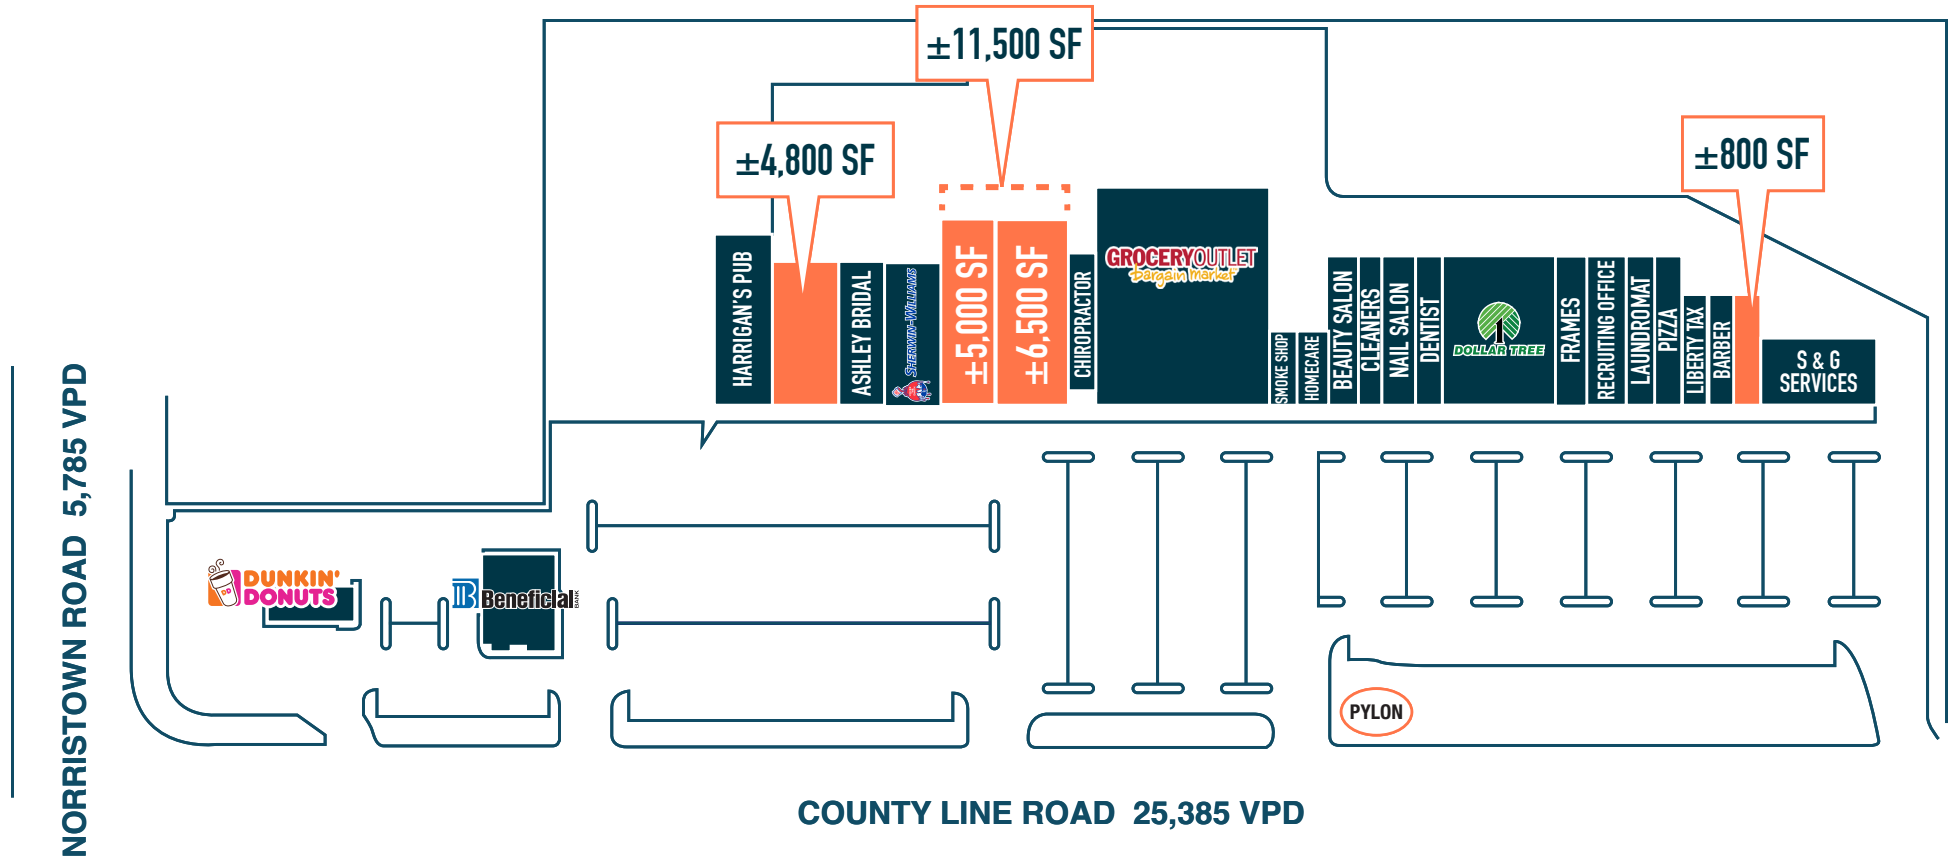 ±11,500 SF
±4,800 SF
±800 SF
HARRIGAN'S PUB
ASHLEY BRIDAL
SHERWIN-WILLIAMS
±5,000 SF
±6,500 SF
CHIROPRACTOR
GROCERY OUTLET
bargain market
SMOKE SHOP
HOMECARE
BEAUTY SALON
CLEANERS
NAIL SALON
DENTIST
1
DOLLAR TREE
FRAMES
RECRUITING OFFICE
LAUNDROMAT
PIZZA
LIBERTY TAX
BARBER
S & G
SERVICES
NORRISTOWN ROAD 5,785 VPD
DD
DUNKIN'
DONUTS
B
Beneficial
BANK
PYLON
COUNTY LINE ROAD 25,385 VPD